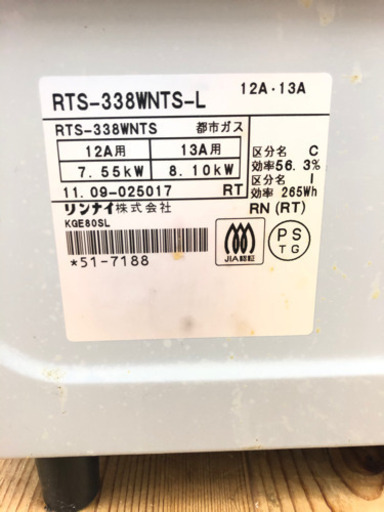 RTS-338WNTS-L 12A・13A
RTS-338WNTS 都市ガス
12A用 13A用
7.55kW 8.10kW
区分名 C
効率56.3%
区分名 I
効率 265Wh
11.09-025017 RT
リンナイ株式会社 RN(RT)
KGE80SL
*51-7188
JIA認証
PS
TG